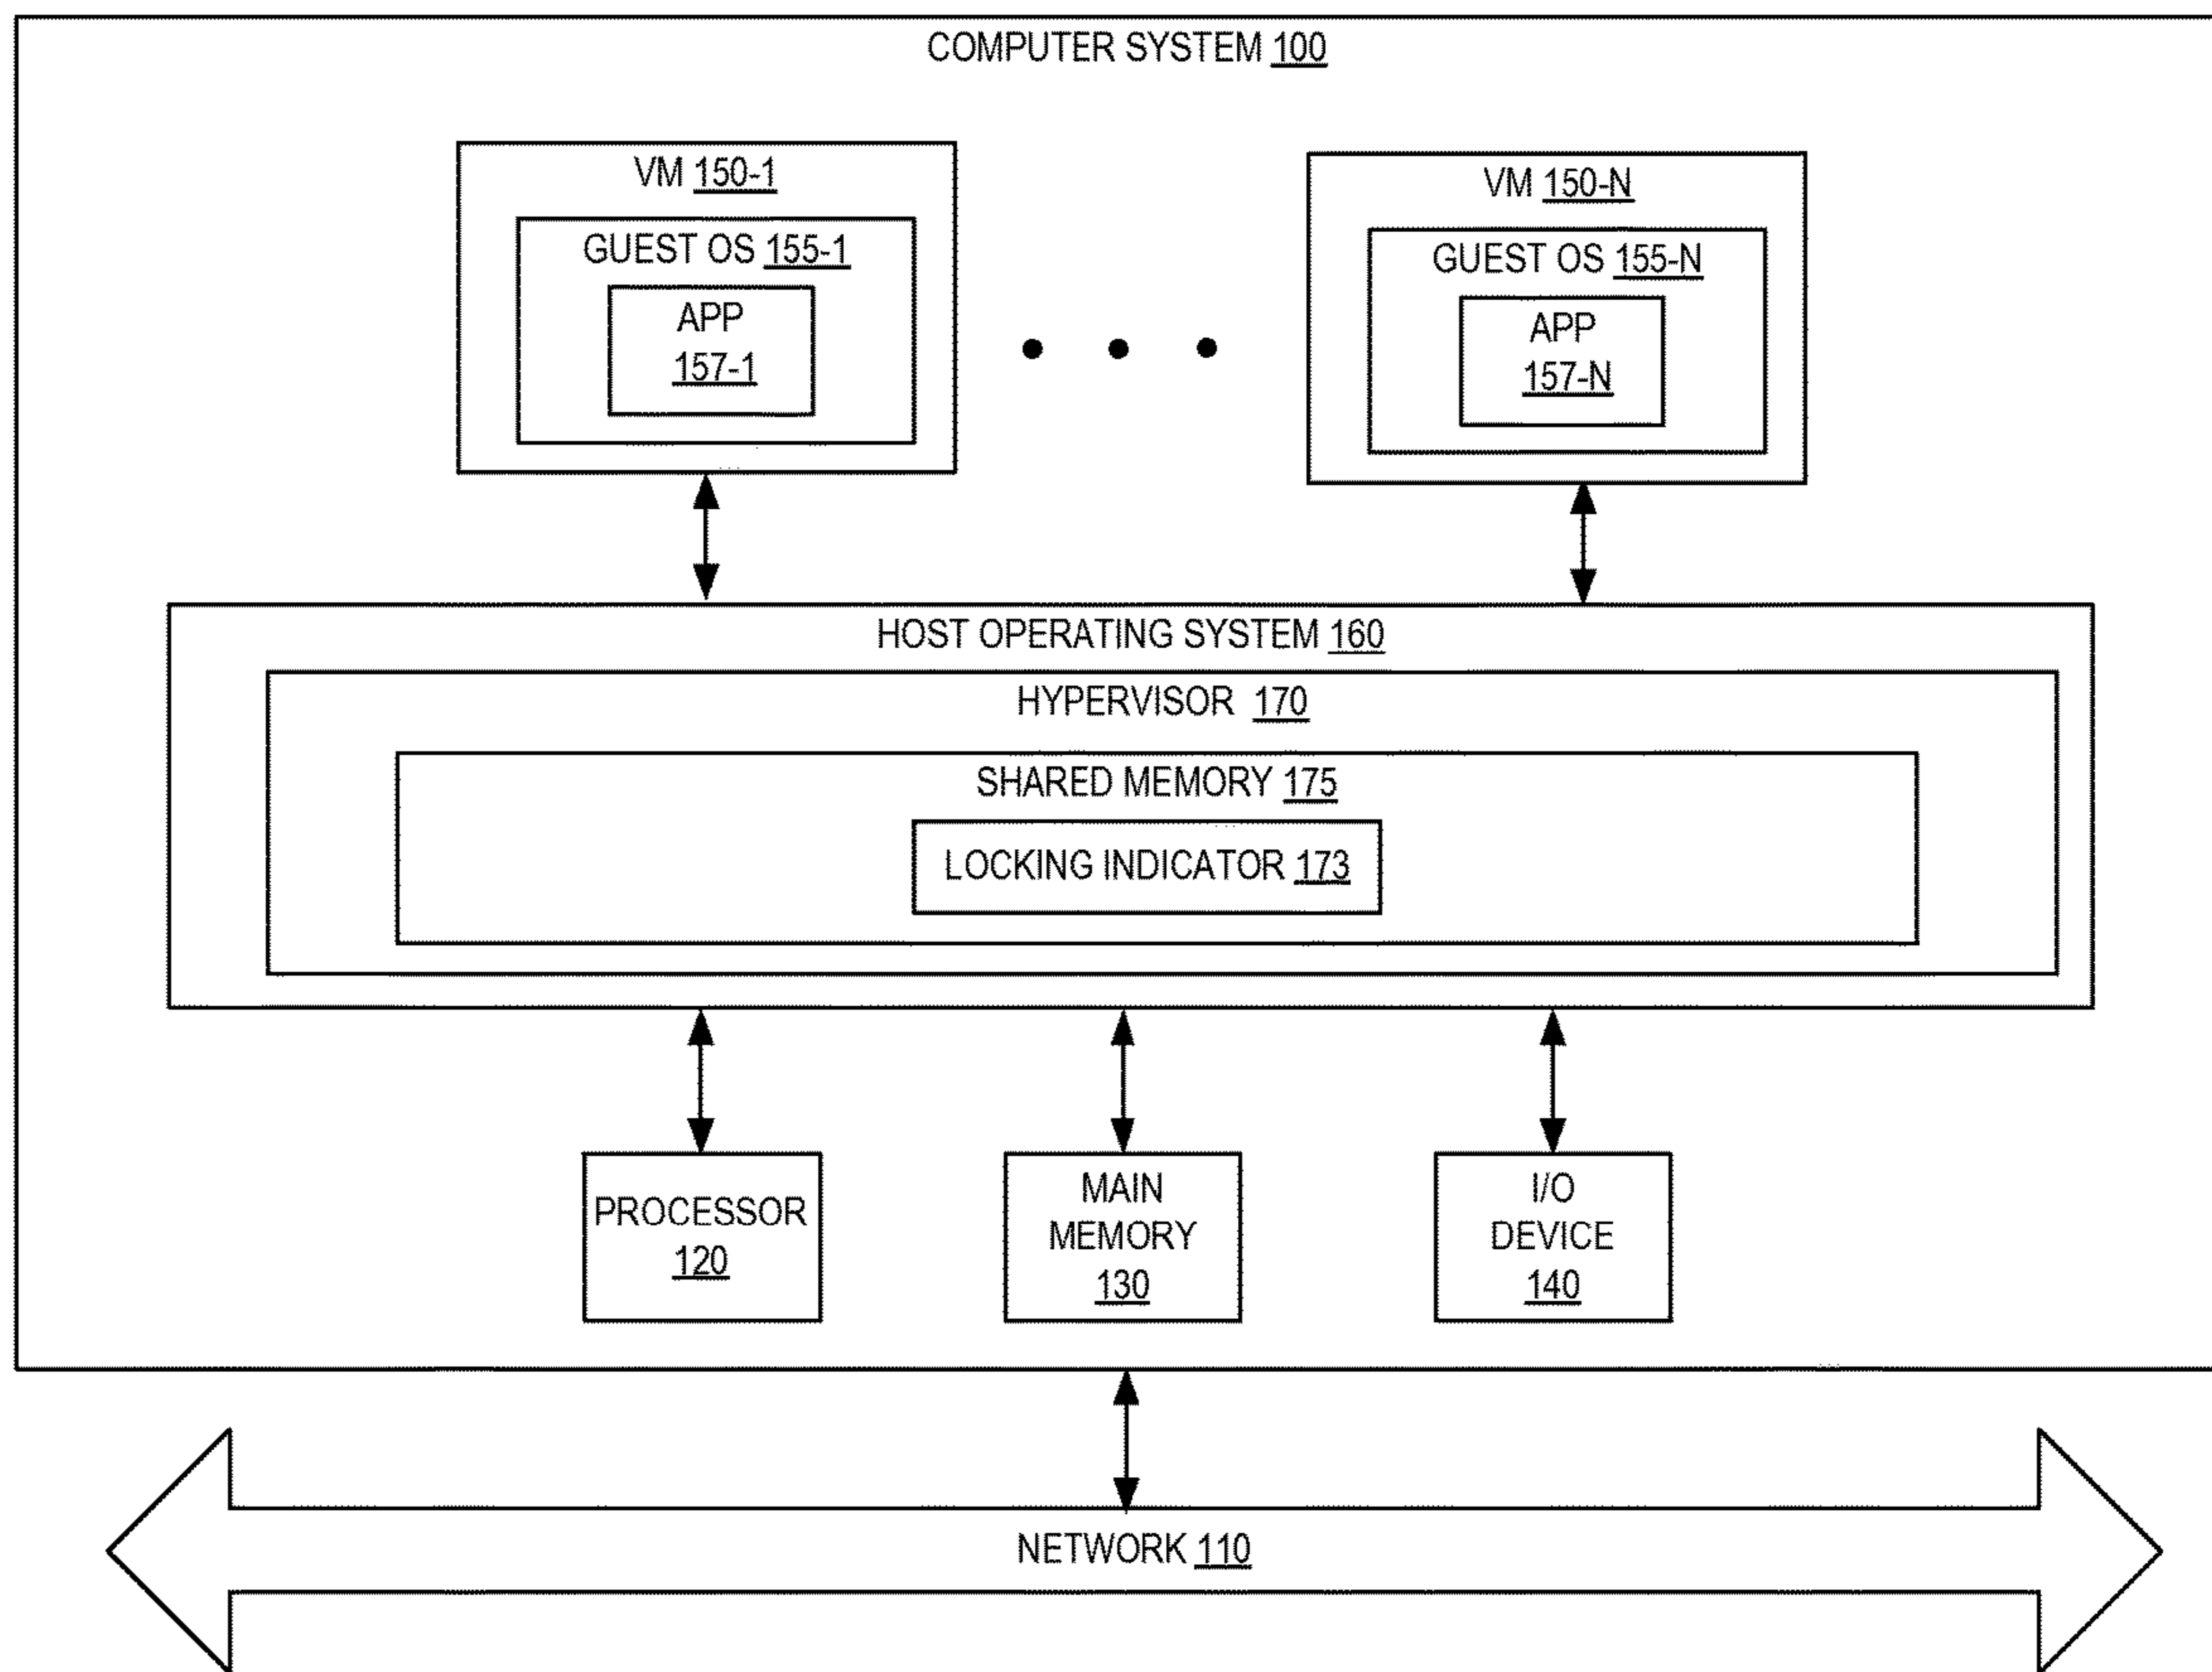 COMPUTER SYSTEM 100
VM 150-1
GUEST OS 155-1
APP
157-1
VM 150-N
GUEST OS 155-N
APP
157-N
HOST OPERATING SYSTEM 160
HYPERVISOR 170
SHARED MEMORY 175
LOCKING INDICATOR 173
PROCESSOR
120
MAIN
MEMORY
130
I/O
DEVICE
140
NETWORK 110